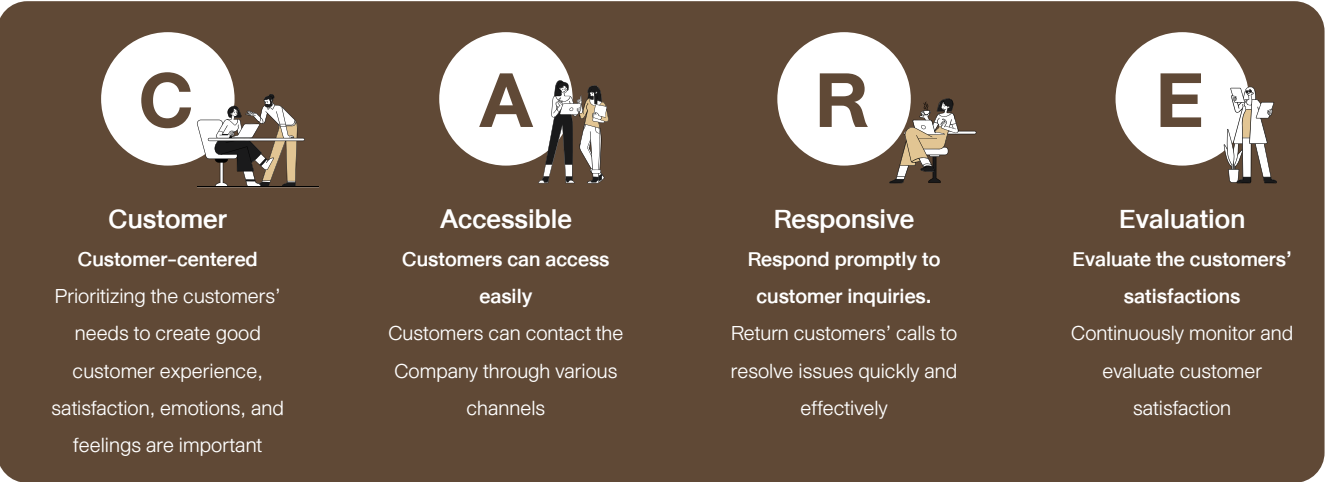 C
Customer
Customer-centered
Prioritizing the customers’
needs to create good
customer experience,
satisfaction, emotions, and
feelings are important
A
Accessible
Customers can access
easily
Customers can contact the
Company through various
channels
R
Responsive
Respond promptly to
customer inquiries.
Return customers’ calls to
resolve issues quickly and
effectively
E
Evaluation
Evaluate the customers’
satisfactions
Continuously monitor and
evaluate customer
satisfaction